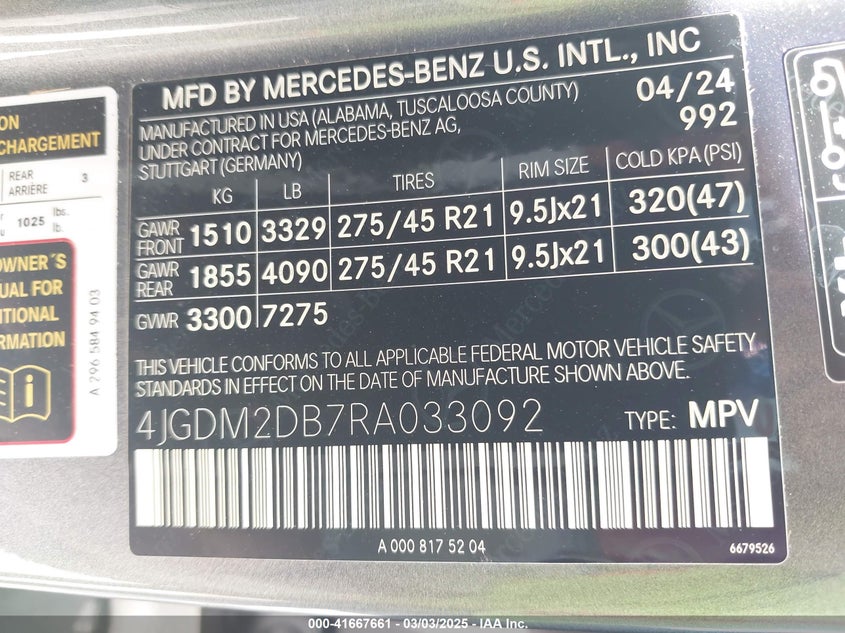 ON
CHARGEMENT
REAR
ARRIÈRE 3
1025 lbs.
lb.
OWNER´S
UAL FOR
ITIONAL
ORMATION
A 296 584 94 03
MFD BY MERCEDES-BENZ U.S. INTL., INC
MANUFACTURED IN USA (ALABAMA, TUSCALOOSA COUNTY) 04/24
UNDER CONTRACT FOR MERCEDES-BENZ AG, 992
STUTTGART (GERMANY)
KG LB TIRES RIM SIZE COLD KPA (PSI)
GAWR FRONT 1510 3329 275/45 R21 9.5Jx21 320(47)
GAWR REAR 1855 4090 275/45 R21 9.5Jx21 300(43)
GVWR 3300 7275
THIS VEHICLE CONFORMS TO ALL APPLICABLE FEDERAL MOTOR VEHICLE SAFETY
STANDARDS IN EFFECT ON THE DATE OF MANUFACTURE SHOWN ABOVE.
4JGDM2DB7RA033092 TYPE: MPV
A 000 817 52 04 6679526
000-41667661 - 03/03/2025 - IAA Inc.